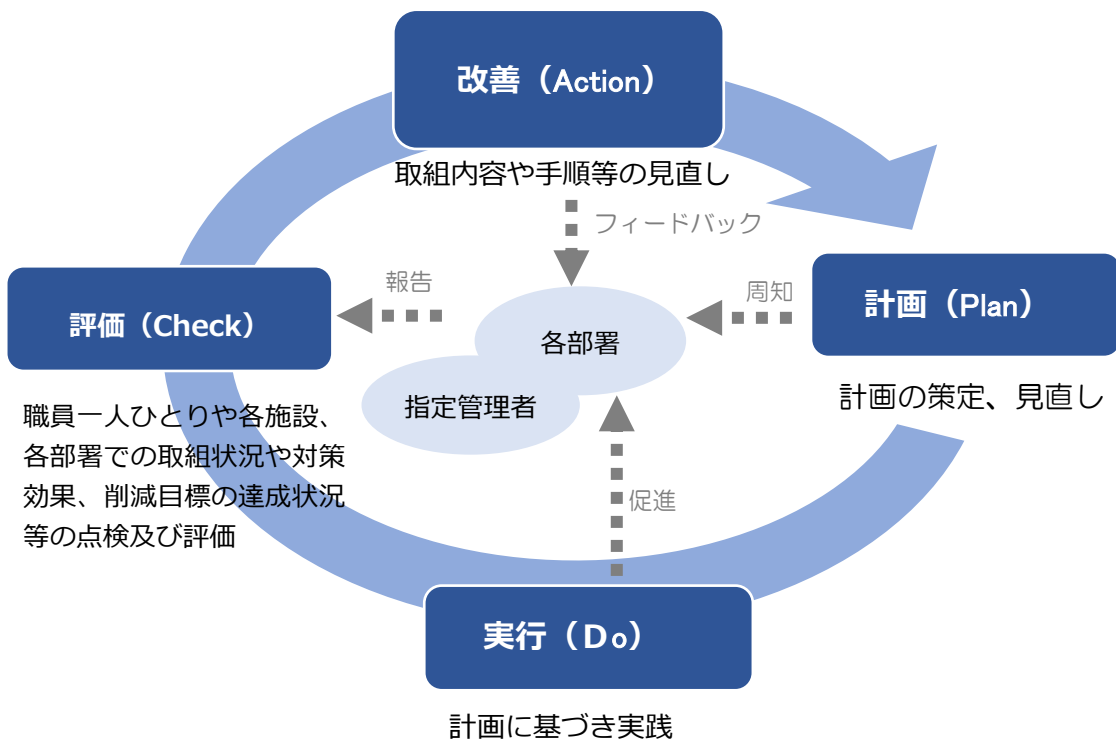 改善（Action）
取組内容や手順等の見直し
フィードバック
報告
周知
評価（Check）
計画（Plan）
各部署
指定管理者
計画の策定、見直し
職員一人ひとりや各施設、
各部署での取組状況や対策
効果、削減目標の達成状況
等の点検及び評価
促進
実行（Ｄｏ）
計画に基づき実践